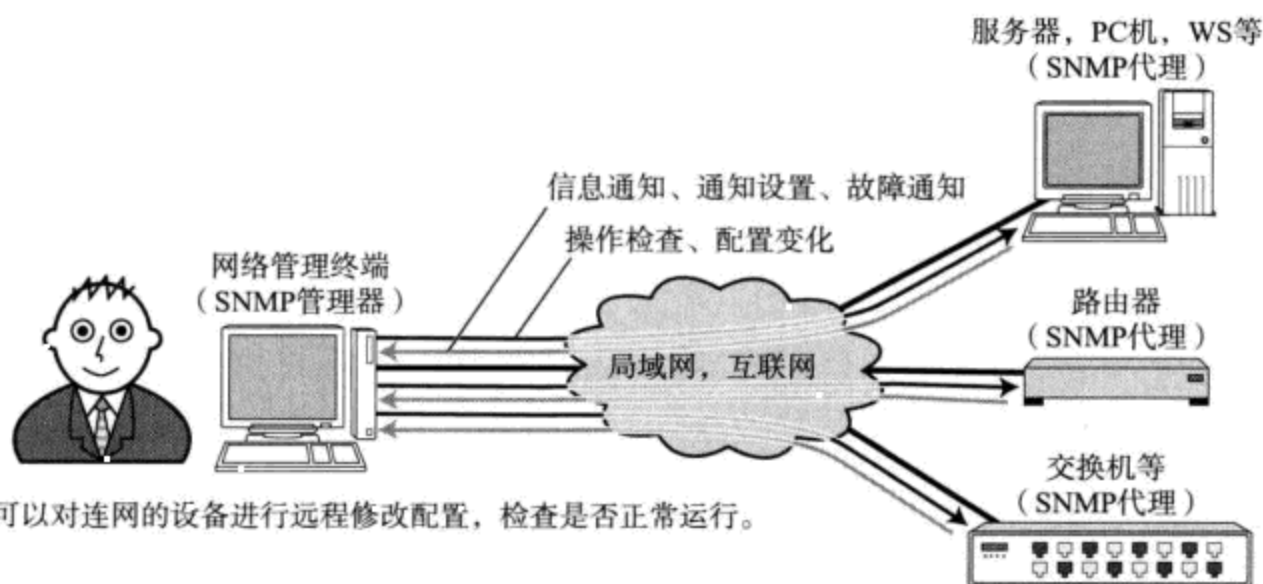 服务器，PC机，WS等
（SNMP代理）
信息通知、通知设置、故障通知
操作检查、配置变化
网络管理终端
（SNMP管理器）
路由器
（SNMP代理）
局域网，互联网
交换机等
（SNMP代理）
可以对连网的设备进行远程修改配置，检查是否正常运行。